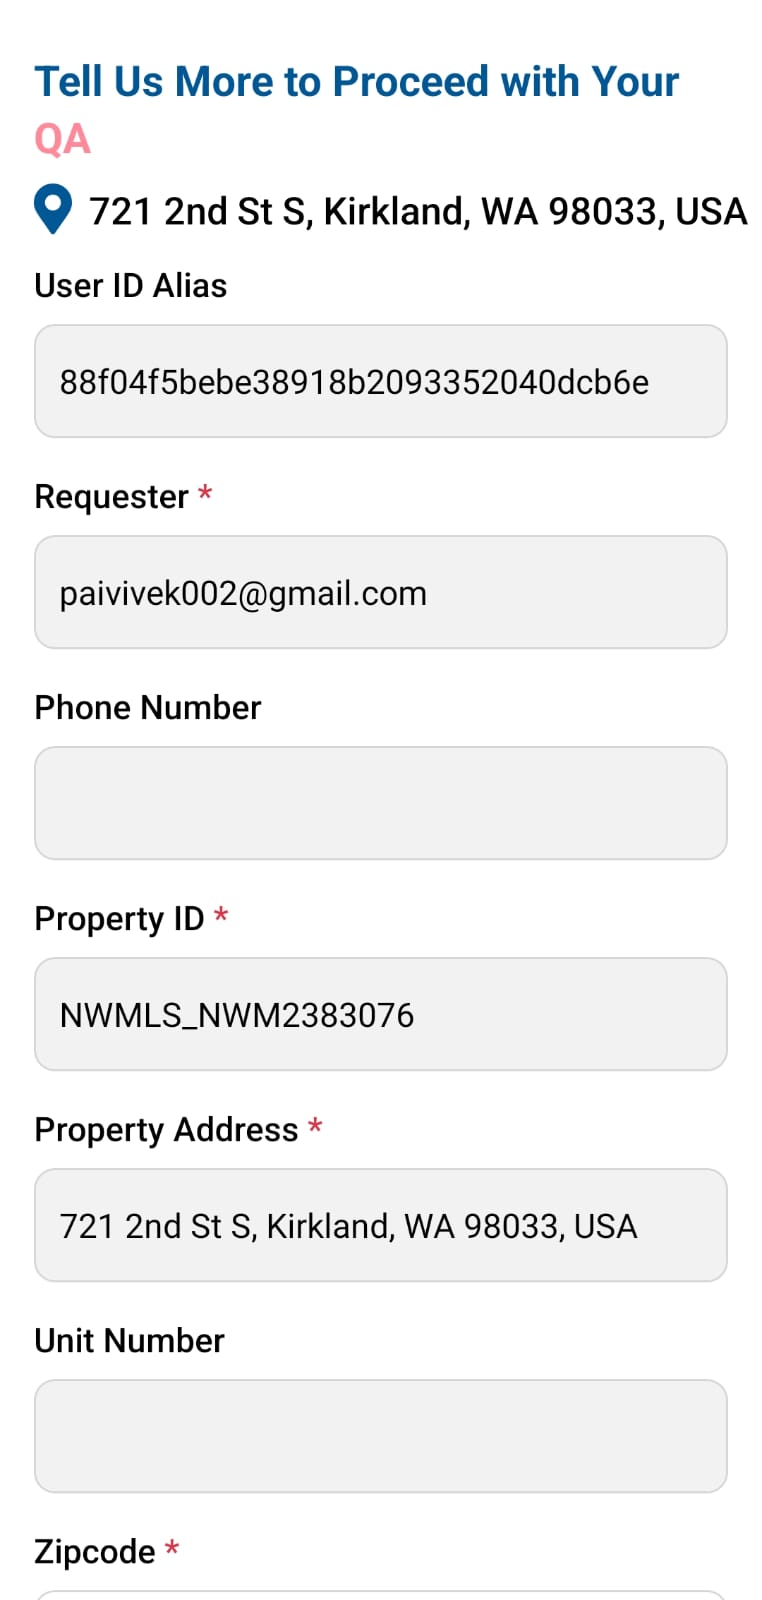 Tell Us More to Proceed with Your
QA
721 2nd St S, Kirkland, WA 98033, USA
User ID Alias
88f04f5bebe38918b2093352040dcb6e
Requester *
paivivek002@gmail.com
Phone Number
Property ID *
NWMLS_NWM2383076
Property Address *
721 2nd St S, Kirkland, WA 98033, USA
Unit Number
Zipcode *